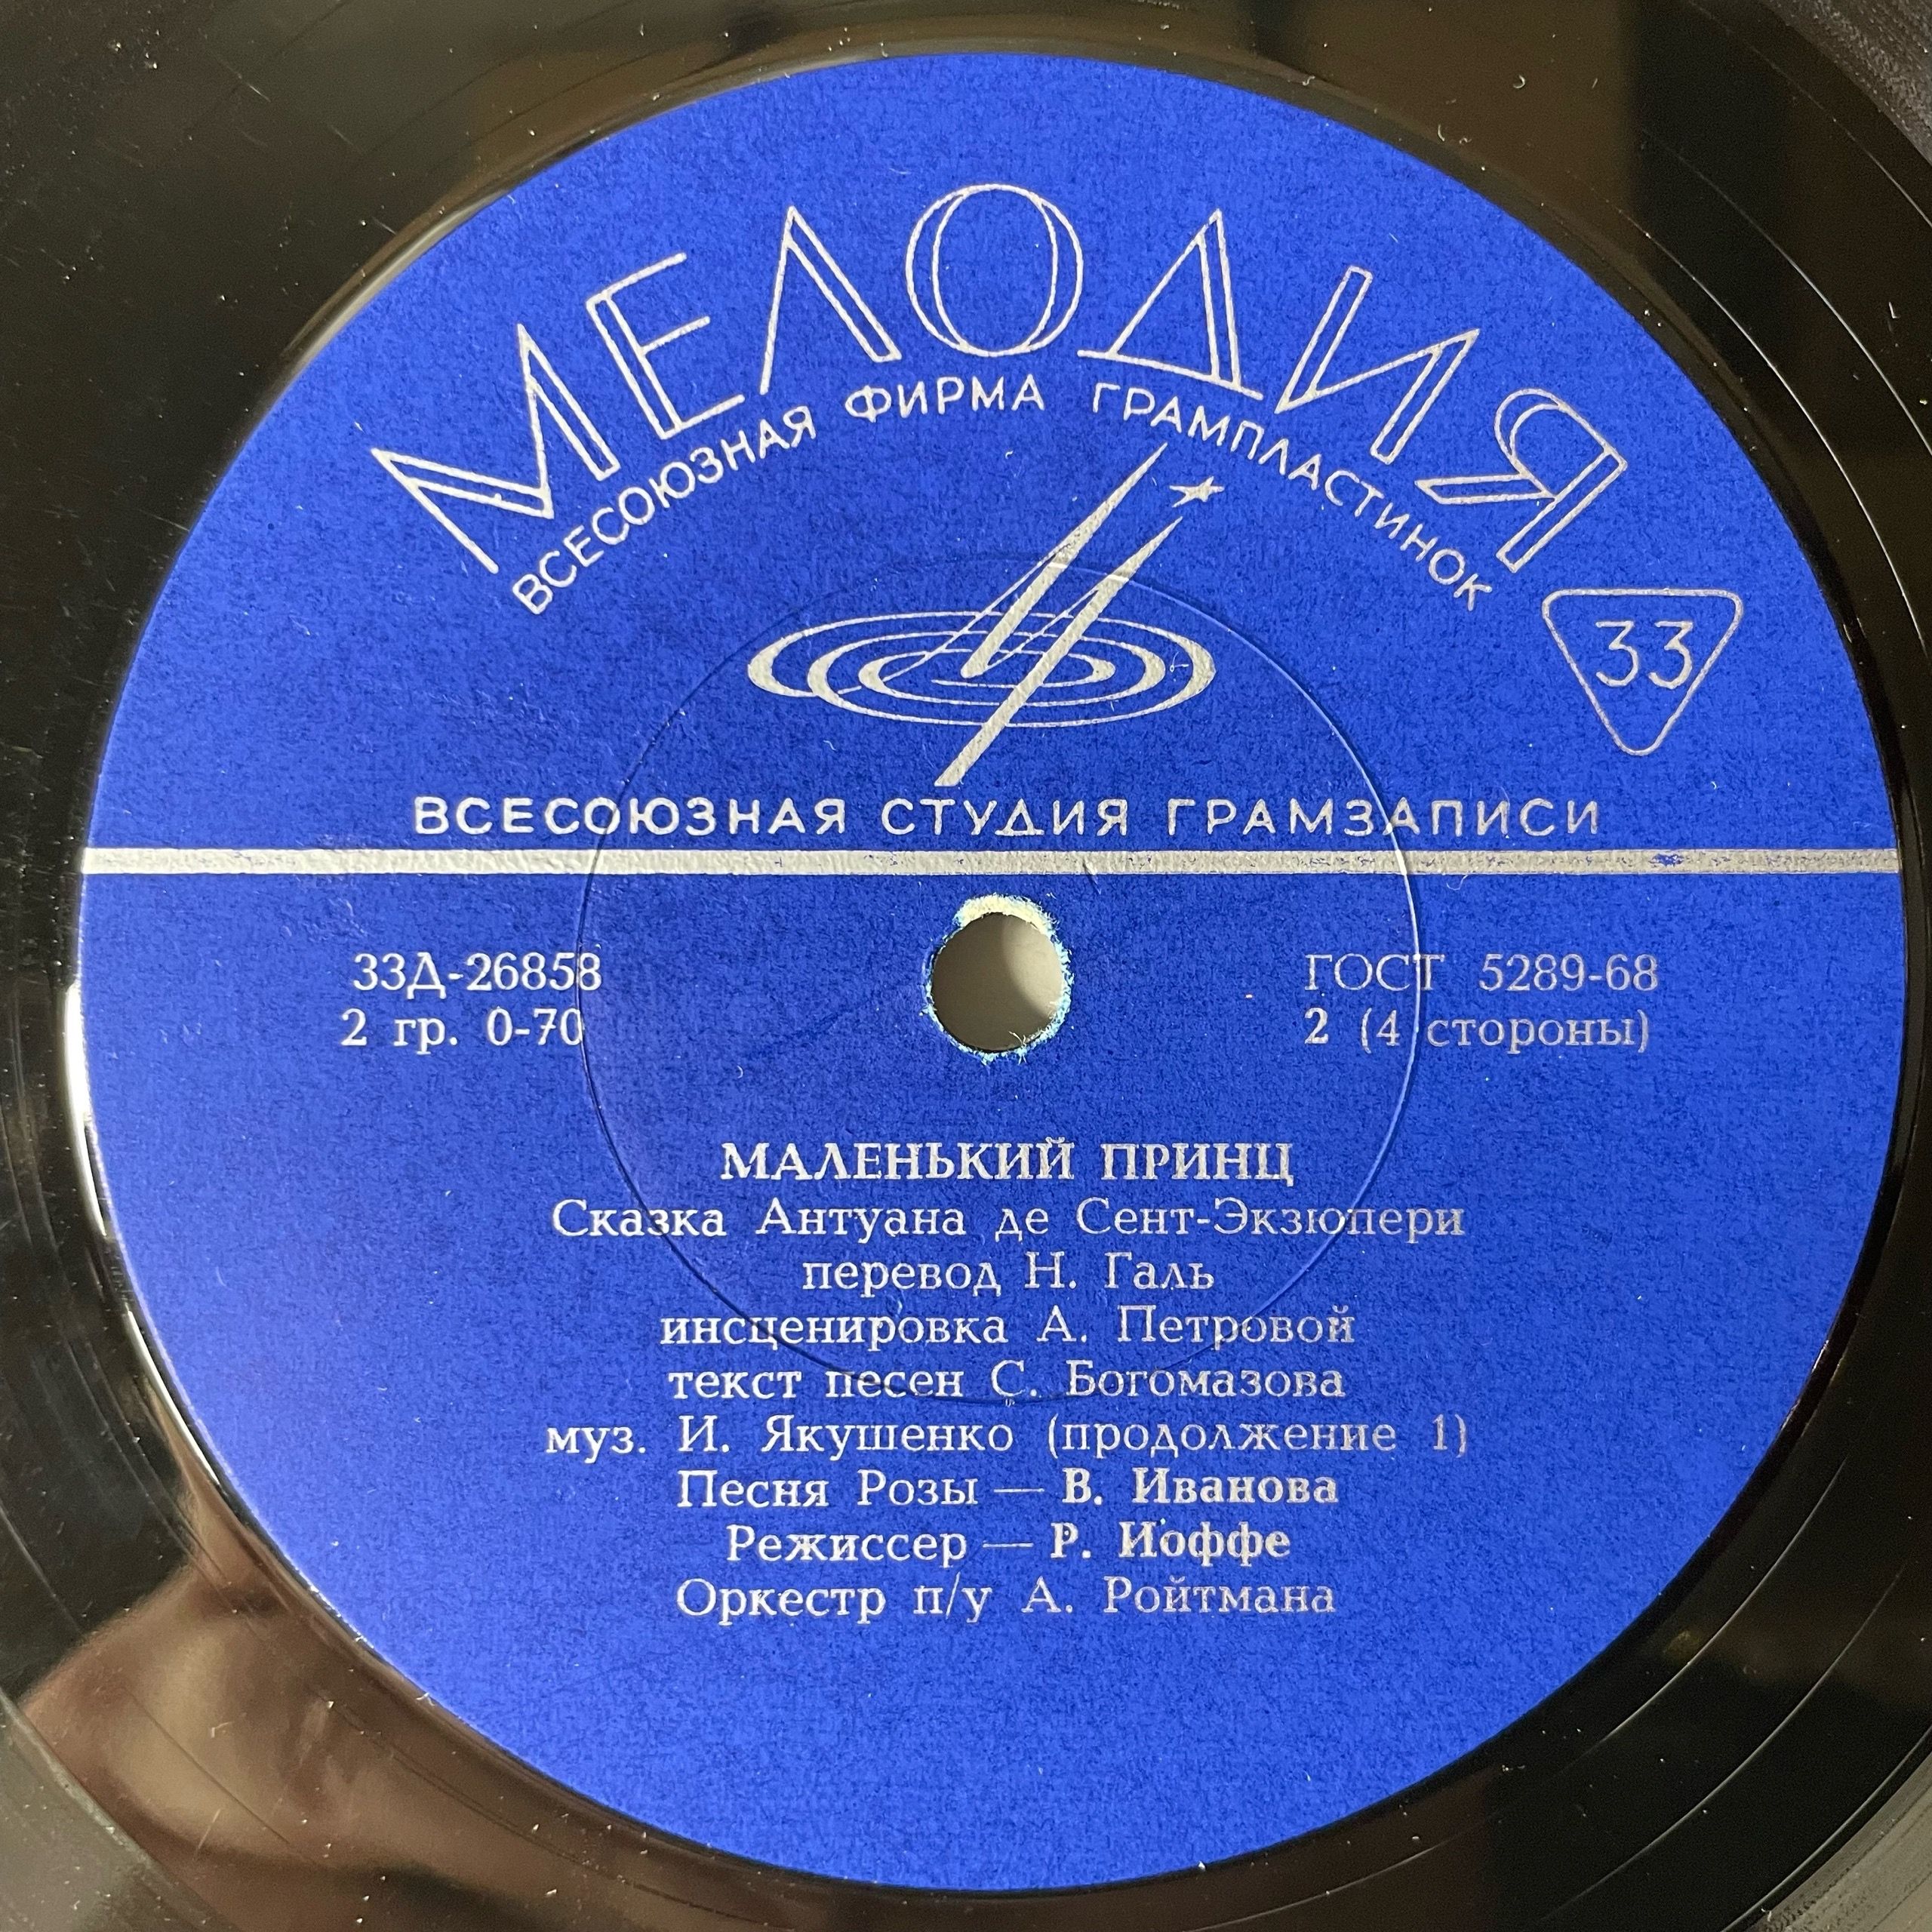 МЕЛОДИЯ
ВСЕСОЮЗНАЯ ФИРМА ГРАМПЛАСТИНОК
33
ВСЕСОЮЗНАЯ СТУДИЯ ГРАМЗАПИСИ
33Д-26858
2 гр. 0-70
ГОСТ 5289-68
2 (4 стороны)
МАЛЕНЬКИЙ ПРИНЦ
Сказка Антуана де Сент-Экзюпери
перевод Н. Галь
инсценировка А. Петровой
текст песен С. Богомазова
муз. И. Якушенко (продолжение 1)
Песня Розы — В. Иванова
Режиссер — Р. Иоффе
Оркестр п/у А. Ройтмана